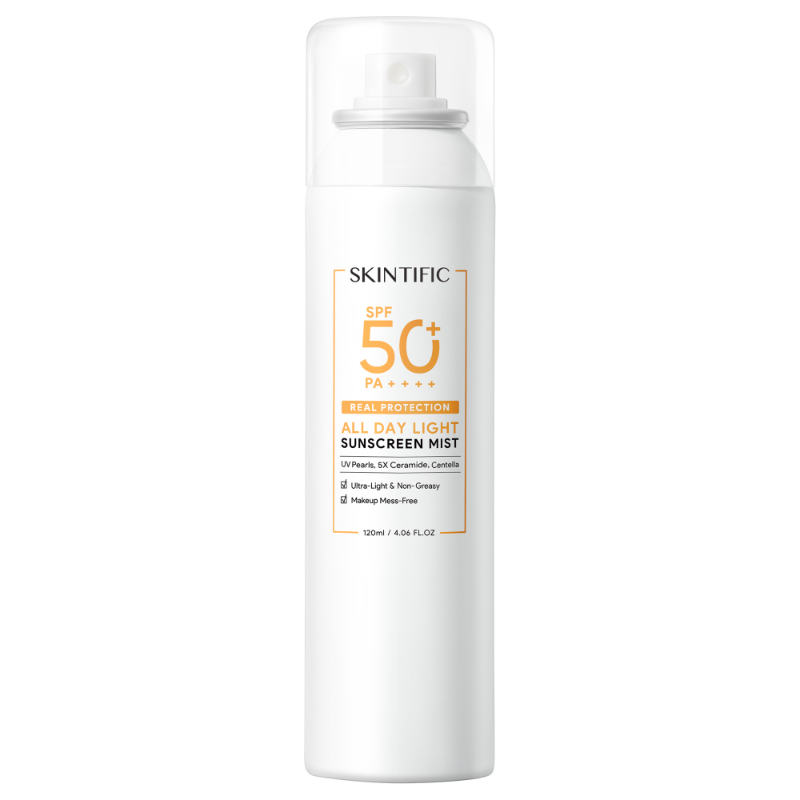 SKINTIFIC
SPF
50+
PA ++++
REAL PROTECTION
ALL DAY LIGHT
SUNSCREEN MIST
UV Pearls, 5X Ceramide, Centella
Ultra-Light & Non-Greasy
Makeup Mess-Free
120ml / 4.06 FL.OZ